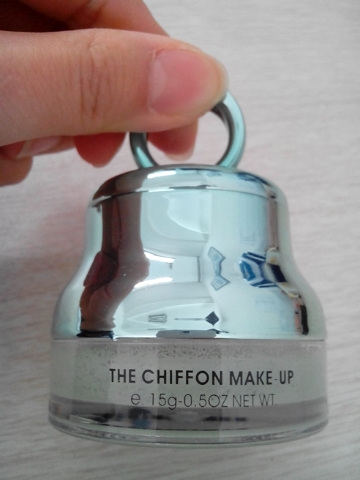 THE CHIFFON MAKE-UP
e 15g-0.5OZ NET WT.